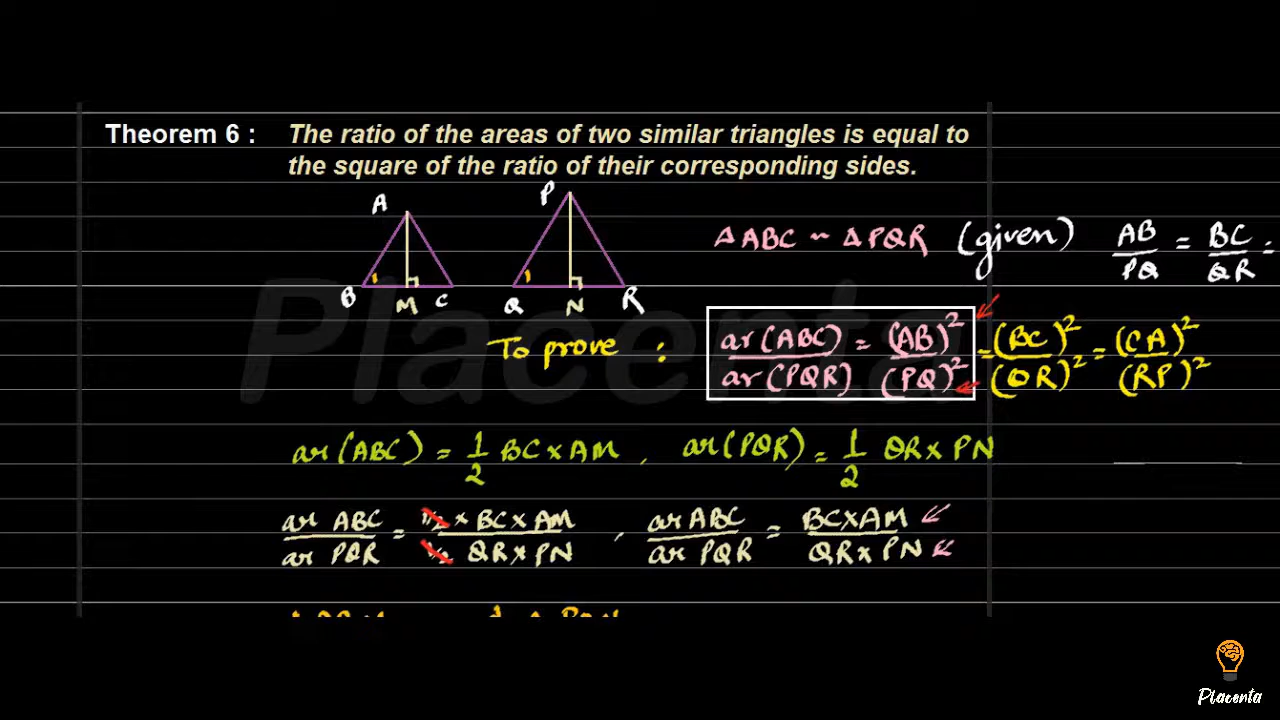 Theorem 6 : The ratio of the areas of two similar triangles is equal to
the square of the ratio of their corresponding sides.
A P
B M C Q N R
Δ ABC ~ Δ PQR (given) AB/PQ = BC/QR =
To prove : ar(ABC)/ar(PQR) = (AB)²/(PQ)² = (BC)²/(QR)² = (CA)²/(RP)²
ar(ABC) = 1/2 BC×AM , ar(PQR) = 1/2 QR×PN
ar ABC/ar PQR = 1/2 × BC × AM/1/2 QR × PN , ar ABC/ar PQR = BC×AM/QR×PN
Placenta
Placenta